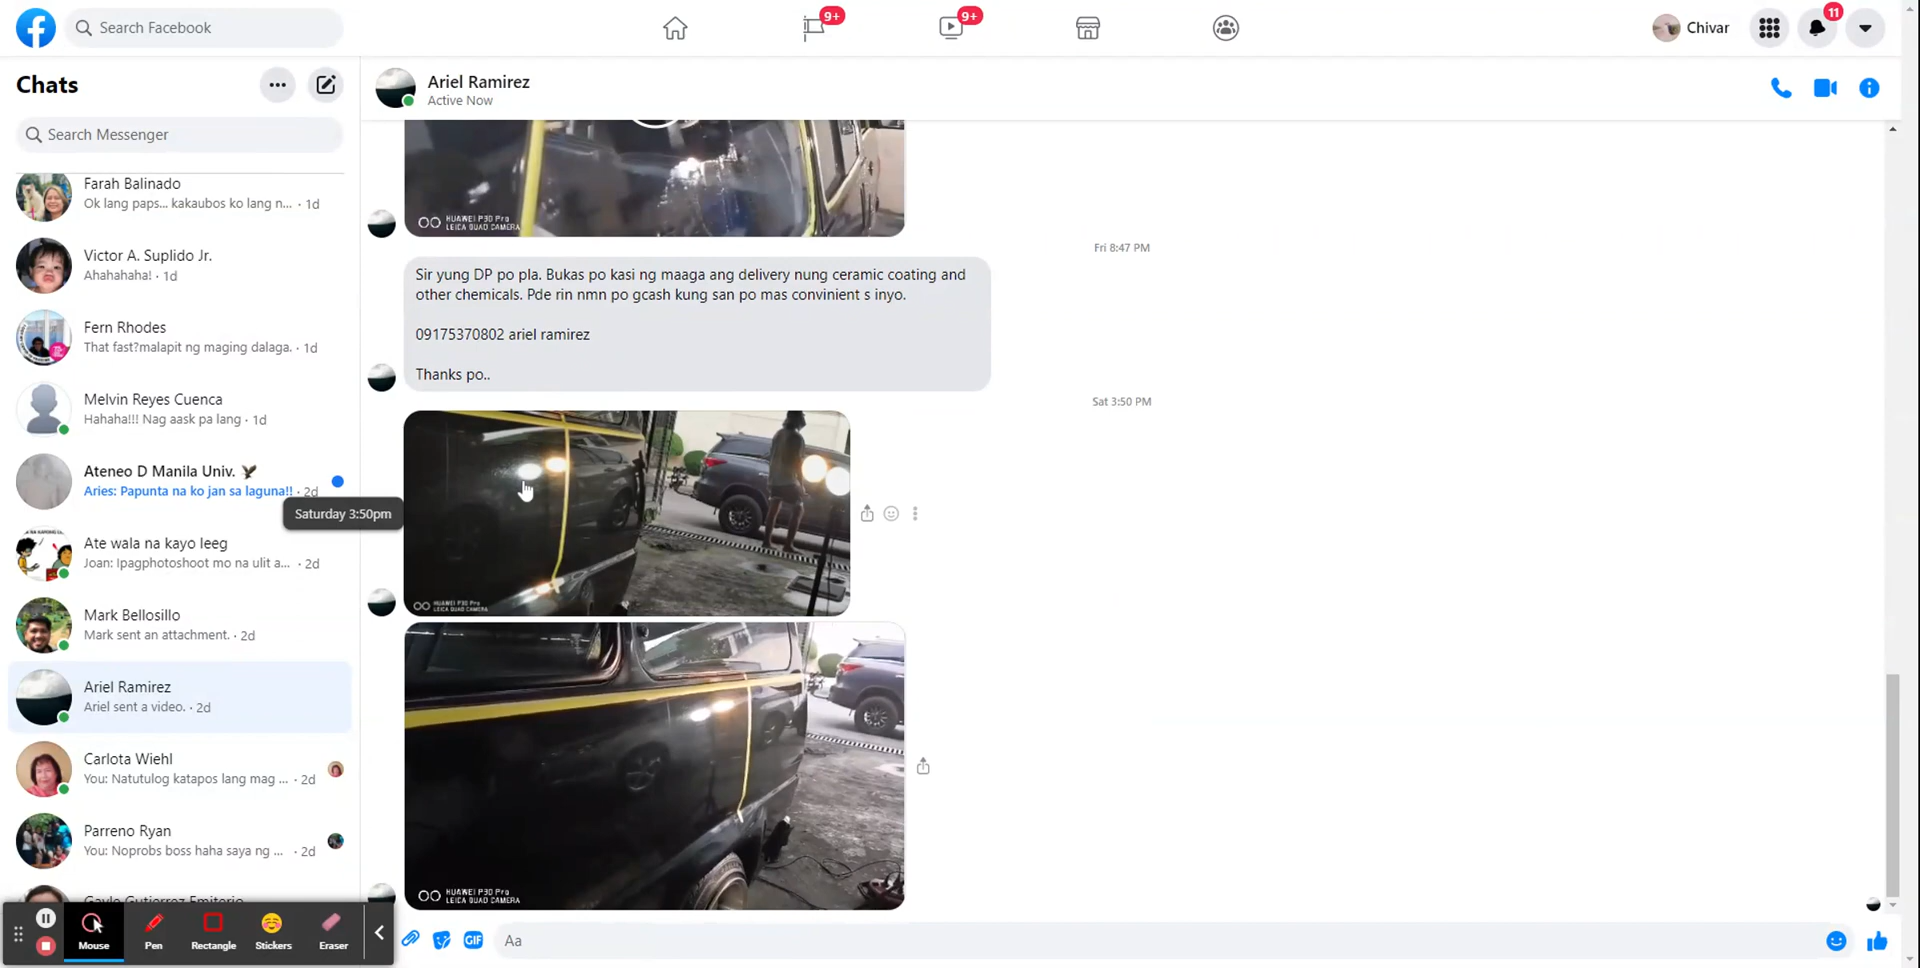 Search Facebook
9+
9+
Chivar
11
Chats
Search Messenger
Farah Balinado
Ok lang paps... kakaubos ko lang n... · 1d
Victor A. Suplido Jr.
Ahahahaha! · 1d
Fern Rhodes
That fast?malapit ng maging dalaga. · 1d
Melvin Reyes Cuenca
Hahaha!!! Nag aask pa lang · 1d
Ateneo D Manila Univ.
Aries: Papunta na ko jan sa laguna!! · 2d
Saturday 3:50pm
Ate wala na kayo leeg
Joan: Ipagphotoshoot mo na ulit a... · 2d
Mark Bellosillo
Mark sent an attachment. · 2d
Ariel Ramirez
Ariel sent a video. · 2d
Carlota Wiehl
You: Natutulog katapos lang mag ... · 2d
Parreno Ryan
You: Noprobs boss haha saya ng ... · 2d
Mouse
Pen
Rectangle
Stickers
Eraser
Ariel Ramirez
Active Now
HUAWEI P30 Pro
LEICA QUAD CAMERA
Fri 8:47 PM
Sir yung DP po pla. Bukas po kasi ng maaga ang delivery nung ceramic coating and
other chemicals. Pde rin nmn po gcash kung san po mas convinient s inyo.
09175370802 ariel ramirez
Thanks po..
Sat 3:50 PM
HUAWEI P30 Pro
LEICA QUAD CAMERA
HUAWEI P30 Pro
LEICA QUAD CAMERA
GIF
Aa